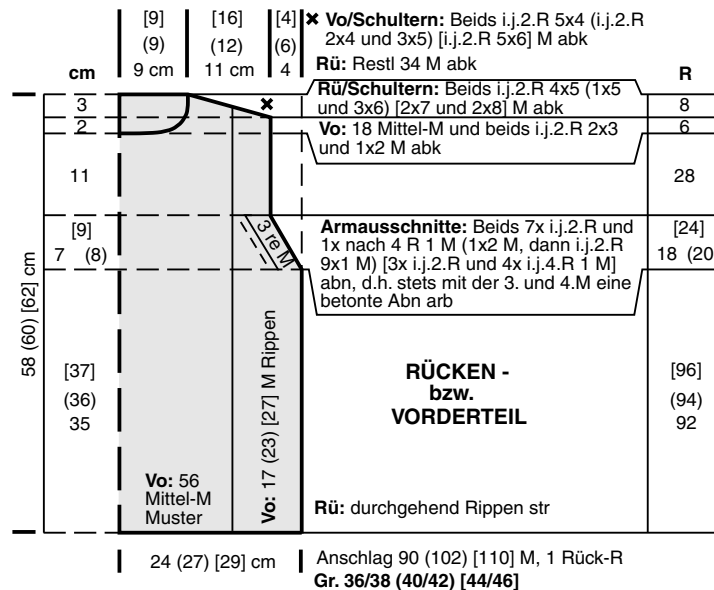 [9] [16] [4]
(9) (12) (6)
9 cm 11 cm 4
✖ Vo/Schultern: Beids i.j.2.R 5x4 (i.j.2.R
2x4 und 3x5) [i.j.2.R 5x6] M abk
Rü: Restl 34 M abk
cm
R
Rü/Schultern: Beids i.j.2.R 4x5 (1x5
und 3x6) [2x7 und 2x8] M abk
3
✖
8
Vo: 18 Mittel-M und beids i.j.2.R 2x3
und 1x2 M abk
2
6
11
28
Armausschnitte: Beids 7x i.j.2.R und
1x nach 4 R 1 M (1x2 M, dann i.j.2.R
9x1 M) [3x i.j.2.R und 4x i.j.4.R 1 M]
abn, d.h. stets mit der 3. und 4.M eine
betonte Abn arb
[9]
7 (8)
3 re M
[24]
18 (20
58 (60) [62] cm
[37]
(36)
35
RÜCKEN -
bzw.
VORDERTEIL
[96]
(94)
92
Vo: 56
Mittel-M
Muster
Vo: 17 (23) [27] M Rippen
Rü: durchgehend Rippen str
24 (27) [29] cm
Anschlag 90 (102) [110] M, 1 Rück-R
Gr. 36/38 (40/42) [44/46]